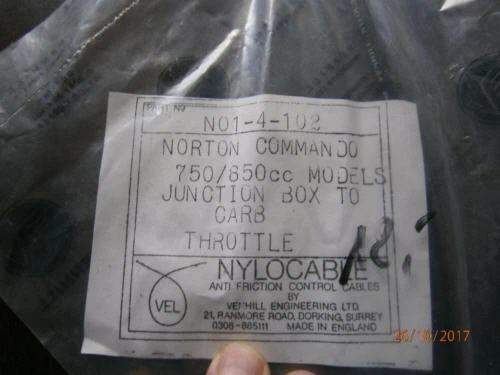 PART NO
N01-4-102
NORTON COMMANDO
750/850cc MODELS
JUNCTION BOX TO
CARB
THROTTLE
18,-
NYLOCABLE
ANTI FRICTION CONTROL CABLES
BY
VEL
VENHILL ENGINEERING LTD.
21, RANMORE ROAD, DORKING, SURREY
0306-885111 MADE IN ENGLAND
26/10/2017